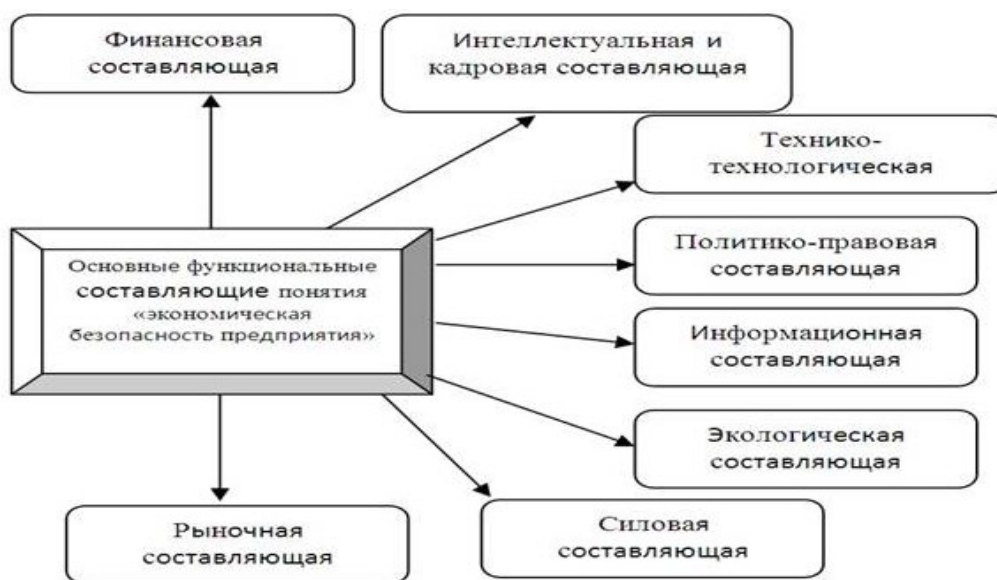 Финансовая
составляющая
Интеллектуальная и
кадровая составляющая
Технико-
технологическая
Основные функциональные
составляющие понятия
«экономическая
безопасность предприятия»
Политико-правовая
составляющая
Информационная
составляющая
Экологическая
составляющая
Рыночная
составляющая
Силовая
составляющая